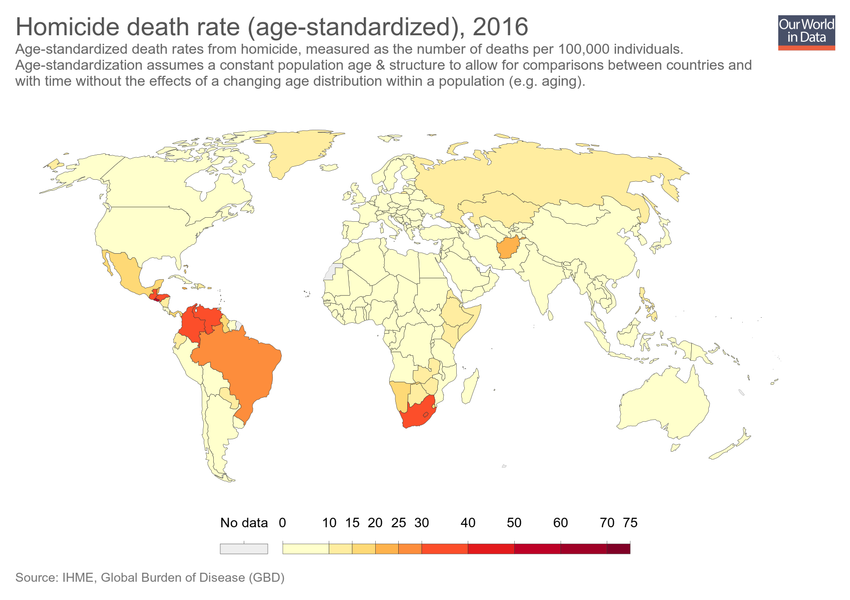 Homicide death rate (age-standardized), 2016
Our World
in Data
Age-standardized death rates from homicide, measured as the number of deaths per 100,000 individuals.
Age-standardization assumes a constant population age & structure to allow for comparisons between countries and
with time without the effects of a changing age distribution within a population (e.g. aging).
No data 0 10 15 20 25 30 40 50 60 70 75
Source: IHME, Global Burden of Disease (GBD)